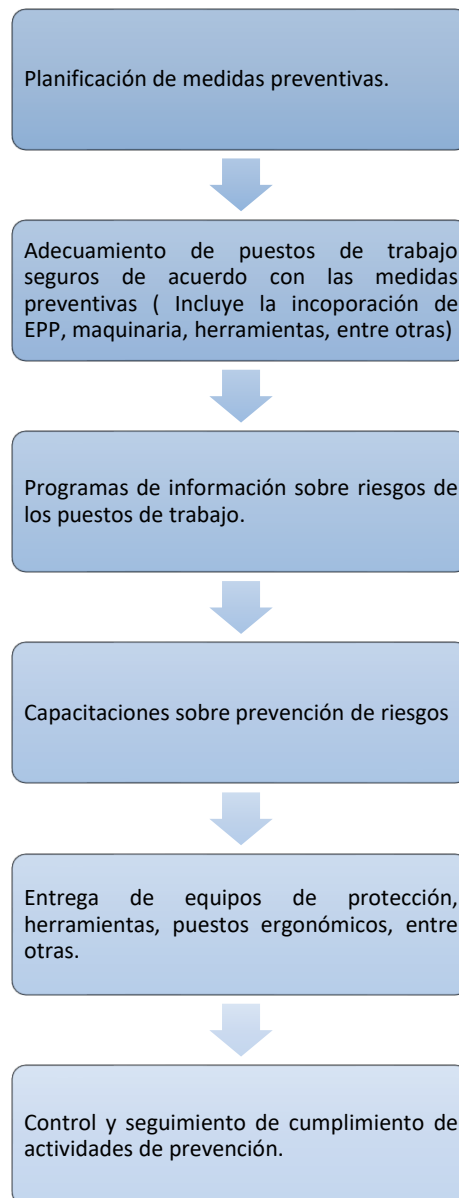 Planificación de medidas preventivas.
Adecuamiento de puestos de trabajo
seguros de acuerdo con las medidas
preventivas ( Incluye la incoporación de
EPP, maquinaria, herramientas, entre otras)
Programas de información sobre riesgos de
los puestos de trabajo.
Capacitaciones sobre prevención de riesgos
Entrega de equipos de protección,
herramientas, puestos ergonómicos, entre
otras.
Control y seguimiento de cumplimiento de
actividades de prevención.